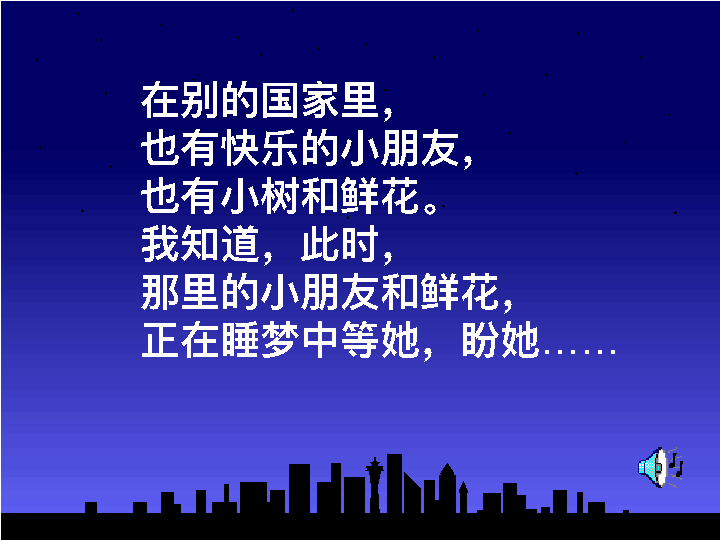 在别的国家里，
也有快乐的小朋友，
也有小树和鲜花。
我知道，此时，
那里的小朋友和鲜花，
正在睡梦中等她，盼她……